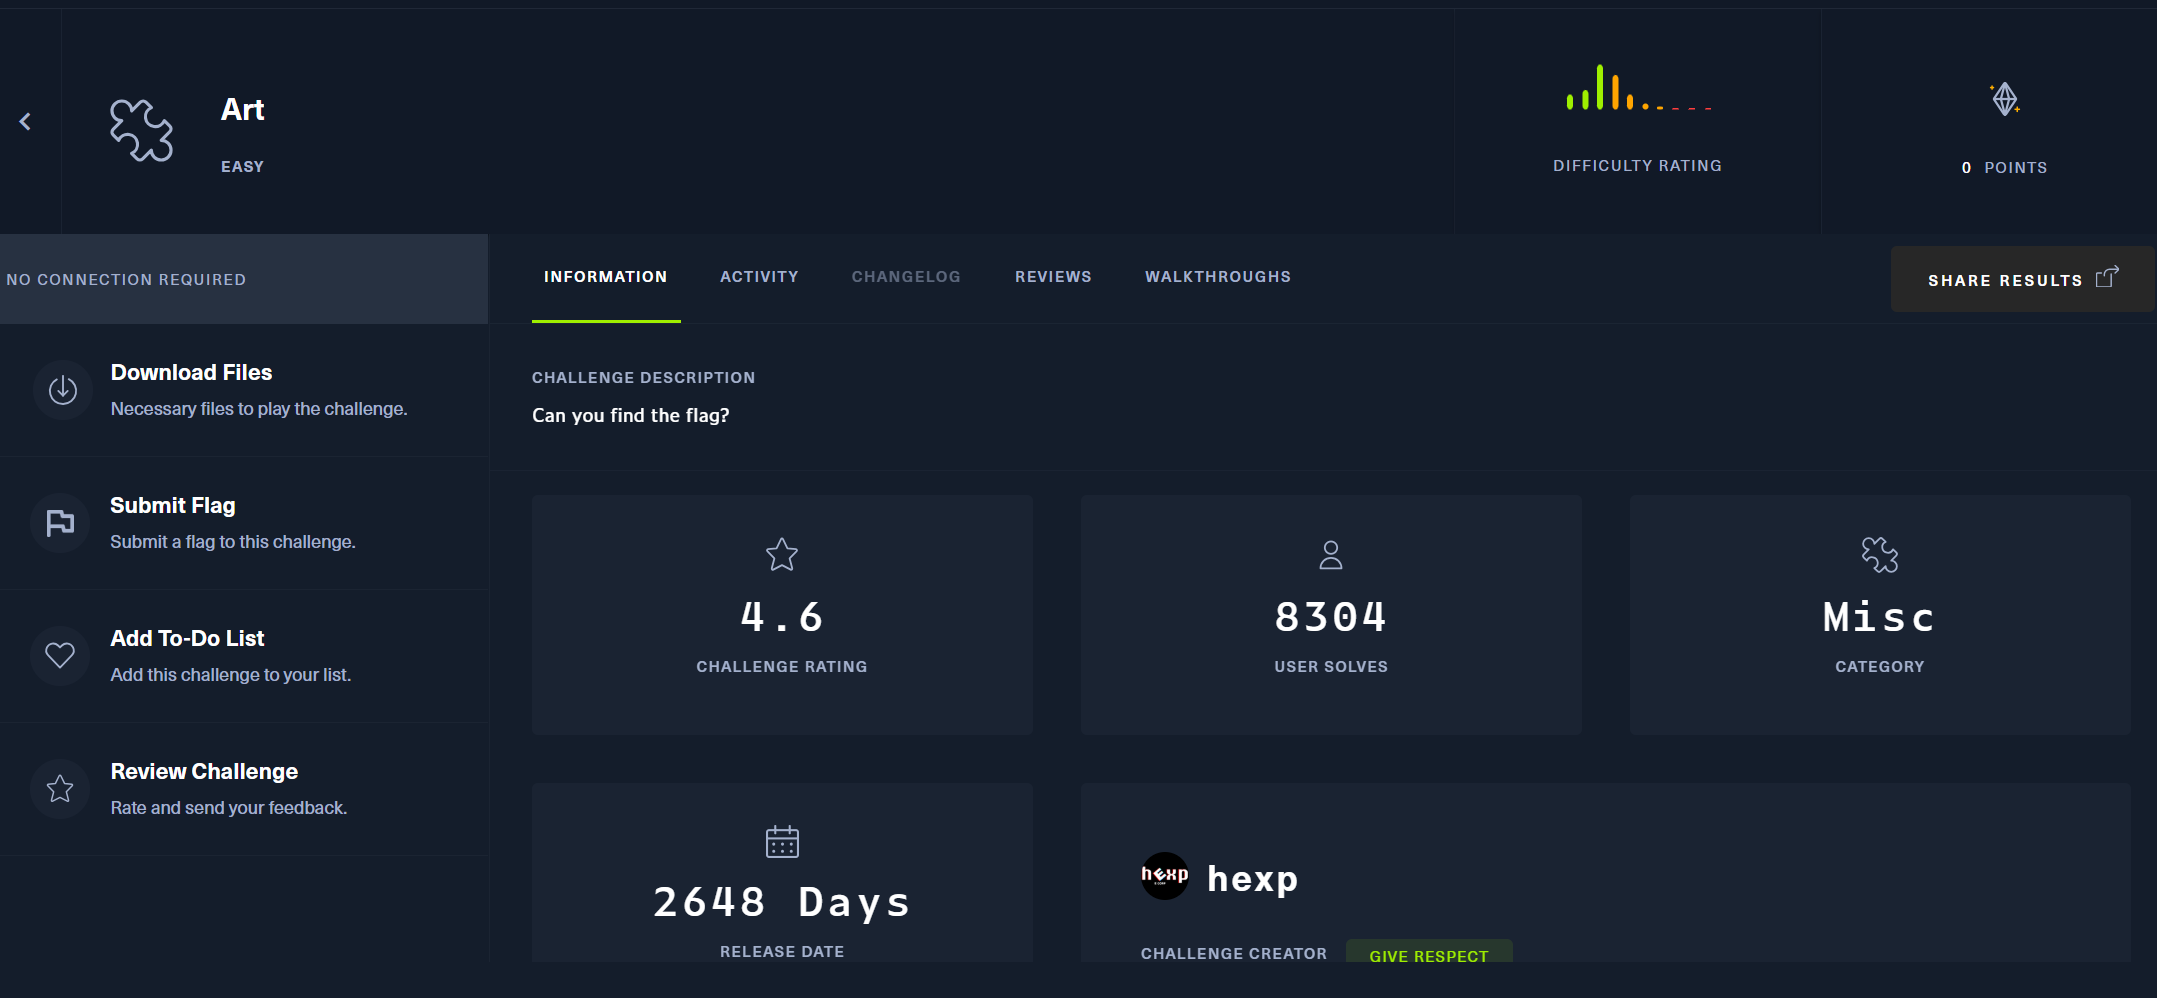 Art
EASY
DIFFICULTY RATING
0 POINTS
NO CONNECTION REQUIRED
INFORMATION ACTIVITY CHANGELOG REVIEWS WALKTHROUGHS
SHARE RESULTS
Download Files
Necessary files to play the challenge.
Submit Flag
Submit a flag to this challenge.
Add To-Do List
Add this challenge to your list.
Review Challenge
Rate and send your feedback.
CHALLENGE DESCRIPTION
Can you find the flag?
4.6
CHALLENGE RATING
8304
USER SOLVES
Misc
CATEGORY
2648 Days
RELEASE DATE
hexp
hexp
CHALLENGE CREATOR
GIVE RESPECT